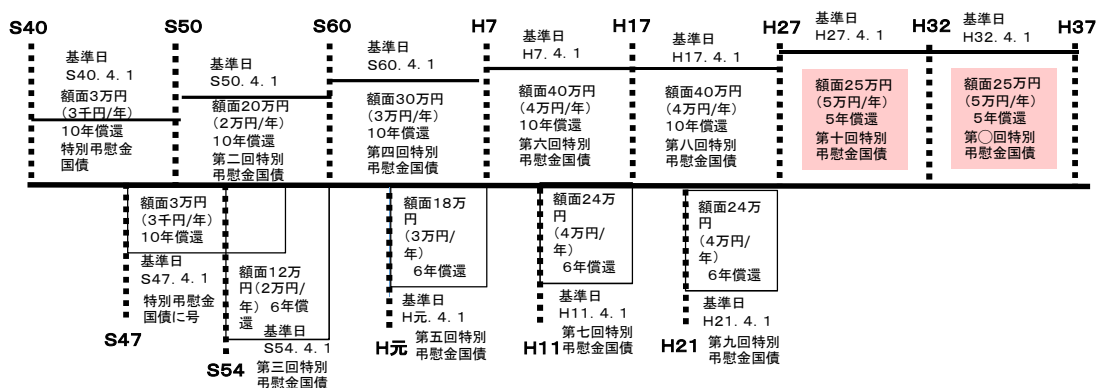 S40
S50
S60
H7
H17
H27
H32
H37
基準日
S40. 4. 1
額面3万円
(3千円/年)
10年償還
特別弔慰金
国債
基準日
S50. 4. 1
額面20万円
(2万円/年)
10年償還
第二回特別
弔慰金国債
基準日
S60. 4. 1
額面30万円
(3万円/年)
10年償還
第四回特別
弔慰金国債
基準日
H7. 4. 1
額面40万円
(4万円/年)
10年償還
第六回特別
弔慰金国債
基準日
H17. 4. 1
額面40万円
(4万円/年)
10年償還
第八回特別
弔慰金国債
基準日
H27. 4. 1
額面25万円
(5万円/年)
5年償還
第十回特別
弔慰金国債
基準日
H32. 4. 1
額面25万円
(5万円/年)
5年償還
第○回特別
弔慰金国債
額面3万円
(3千円/年)
10年償還
基準日
S47. 4. 1
特別弔慰金
国債に号
S47
額面12万
円(2万円/
年) 6年償
還
基準日
S54. 4. 1
第三回特別
弔慰金国債
S54
額面18万
円
(3万円/
年)
6年償還
基準日
H元. 4. 1
第五回特別
弔慰金国債
H元
額面24万
円
(4万円/
年)
6年償還
基準日
H11. 4. 1
第七回特別
弔慰金国債
H11
額面24万
円
(4万円/
年)
6年償還
基準日
H21. 4. 1
第九回特別
弔慰金国債
H21